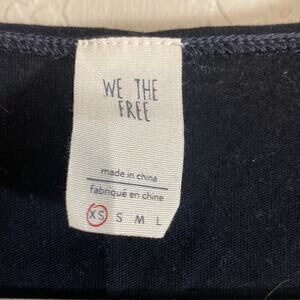 WE THE
FREE
made in china
fabriqué en chine
XS S M L